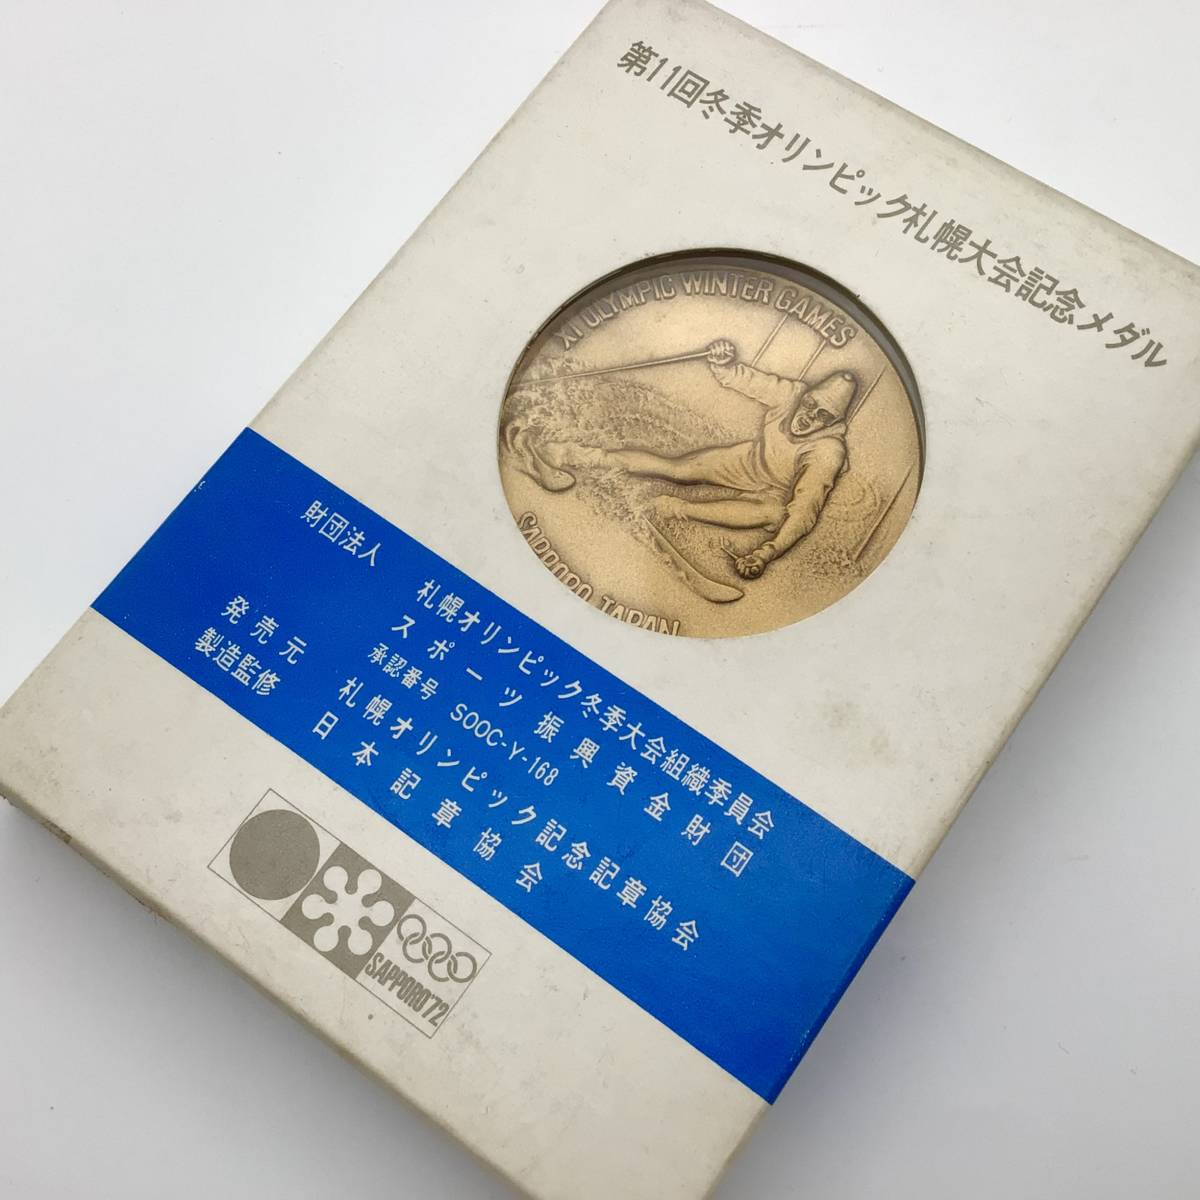 第11回冬季オリンピック札幌大会記念メダル
XI OLYMPIC WINTER GAMES
SAPPORO JAPAN
財団法人 札幌オリンピック冬季大会組織委員会
スポーツ振興資金財団
承認番号 SOOC-Y-168
発売元 札幌オリンピック記念記章協会
製造監修 日本記章協会
SAPPORO'72